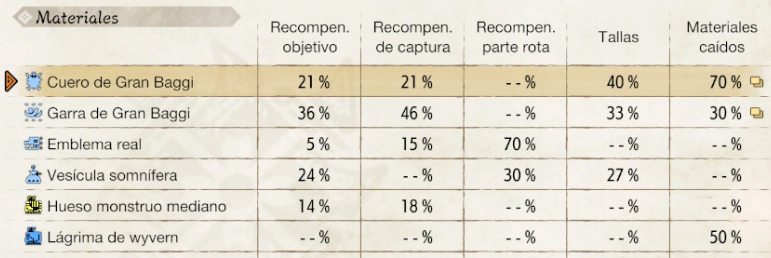 Materiales
Recompen. objetivo Recompen. de captura Recompen. parte rota Tallas Materiales caídos
Cuero de Gran Baggi 21 % 21 % - - % 40 % 70 %
Garra de Gran Baggi 36 % 46 % - - % 33 % 30 %
Emblema real 5 % 15 % 70 % - - % - - %
Vesícula somnífera 24 % - - % 30 % 27 % - - %
Hueso monstruo mediano 14 % 18 % - - % - - % - - %
Lágrima de wyvern - - % - - % - - % - - % 50 %